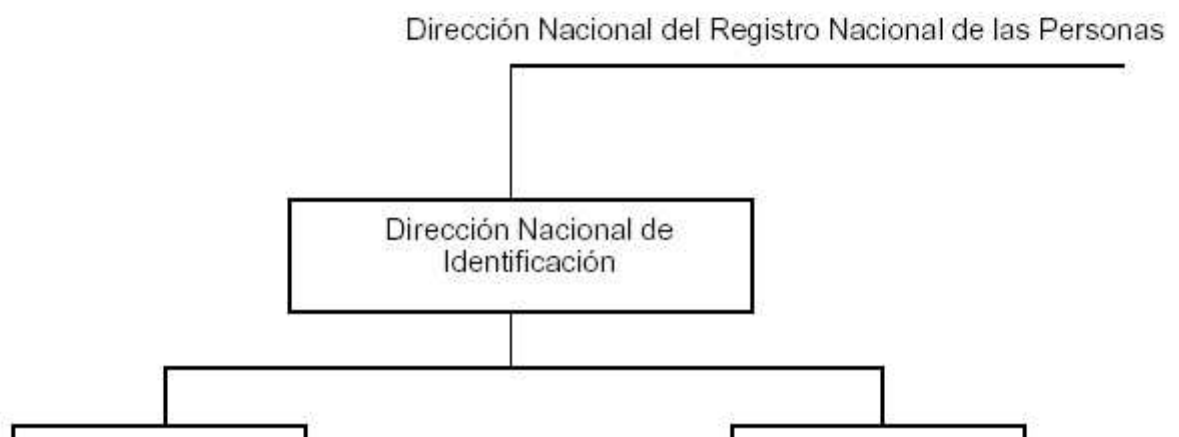 Dirección Nacional del Registro Nacional de las Personas
Dirección Nacional de
Identificación